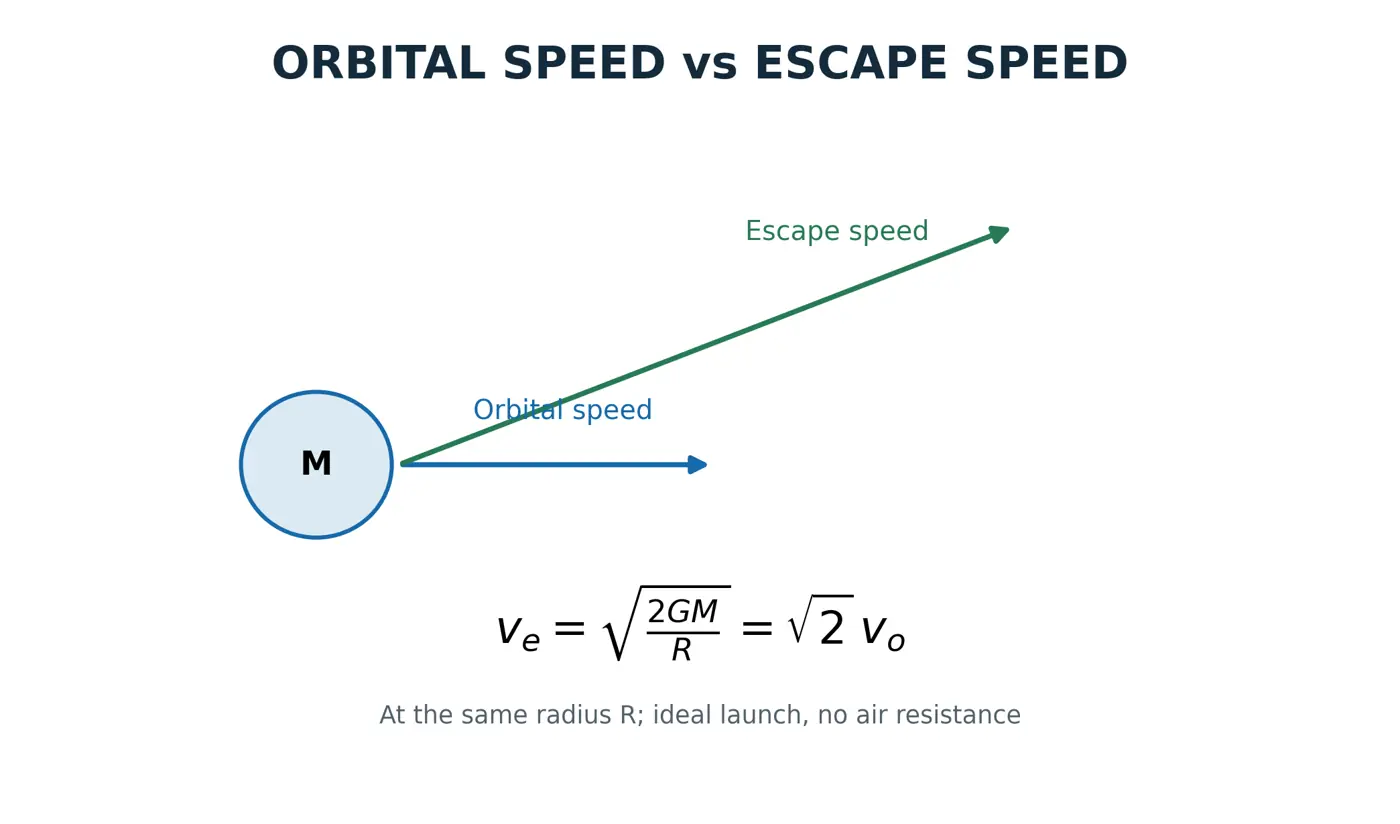 ORBITAL SPEED vs ESCAPE SPEED
Escape speed
Orbital speed
M
v_e = √(2GM/R) = √2 v_o
At the same radius R; ideal launch, no air resistance